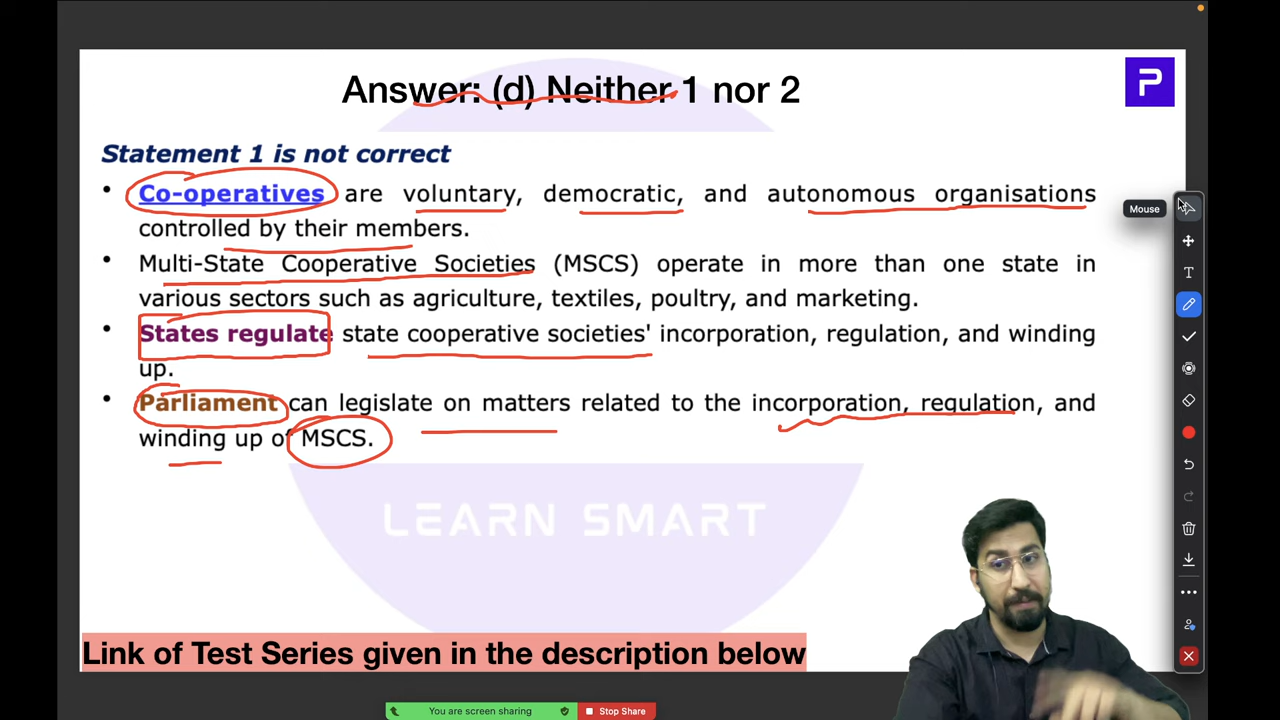 Answer: (d) Neither 1 nor 2
P
Statement 1 is not correct
• Co-operatives are voluntary, democratic, and autonomous organisations
controlled by their members.
• Multi-State Cooperative Societies (MSCS) operate in more than one state in
various sectors such as agriculture, textiles, poultry, and marketing.
• States regulate state cooperative societies' incorporation, regulation, and winding
up.
• Parliament can legislate on matters related to the incorporation, regulation, and
winding up of MSCS.
LEARN SMART
Link of Test Series given in the description below
Mouse
T
You are screen sharing
Stop Share